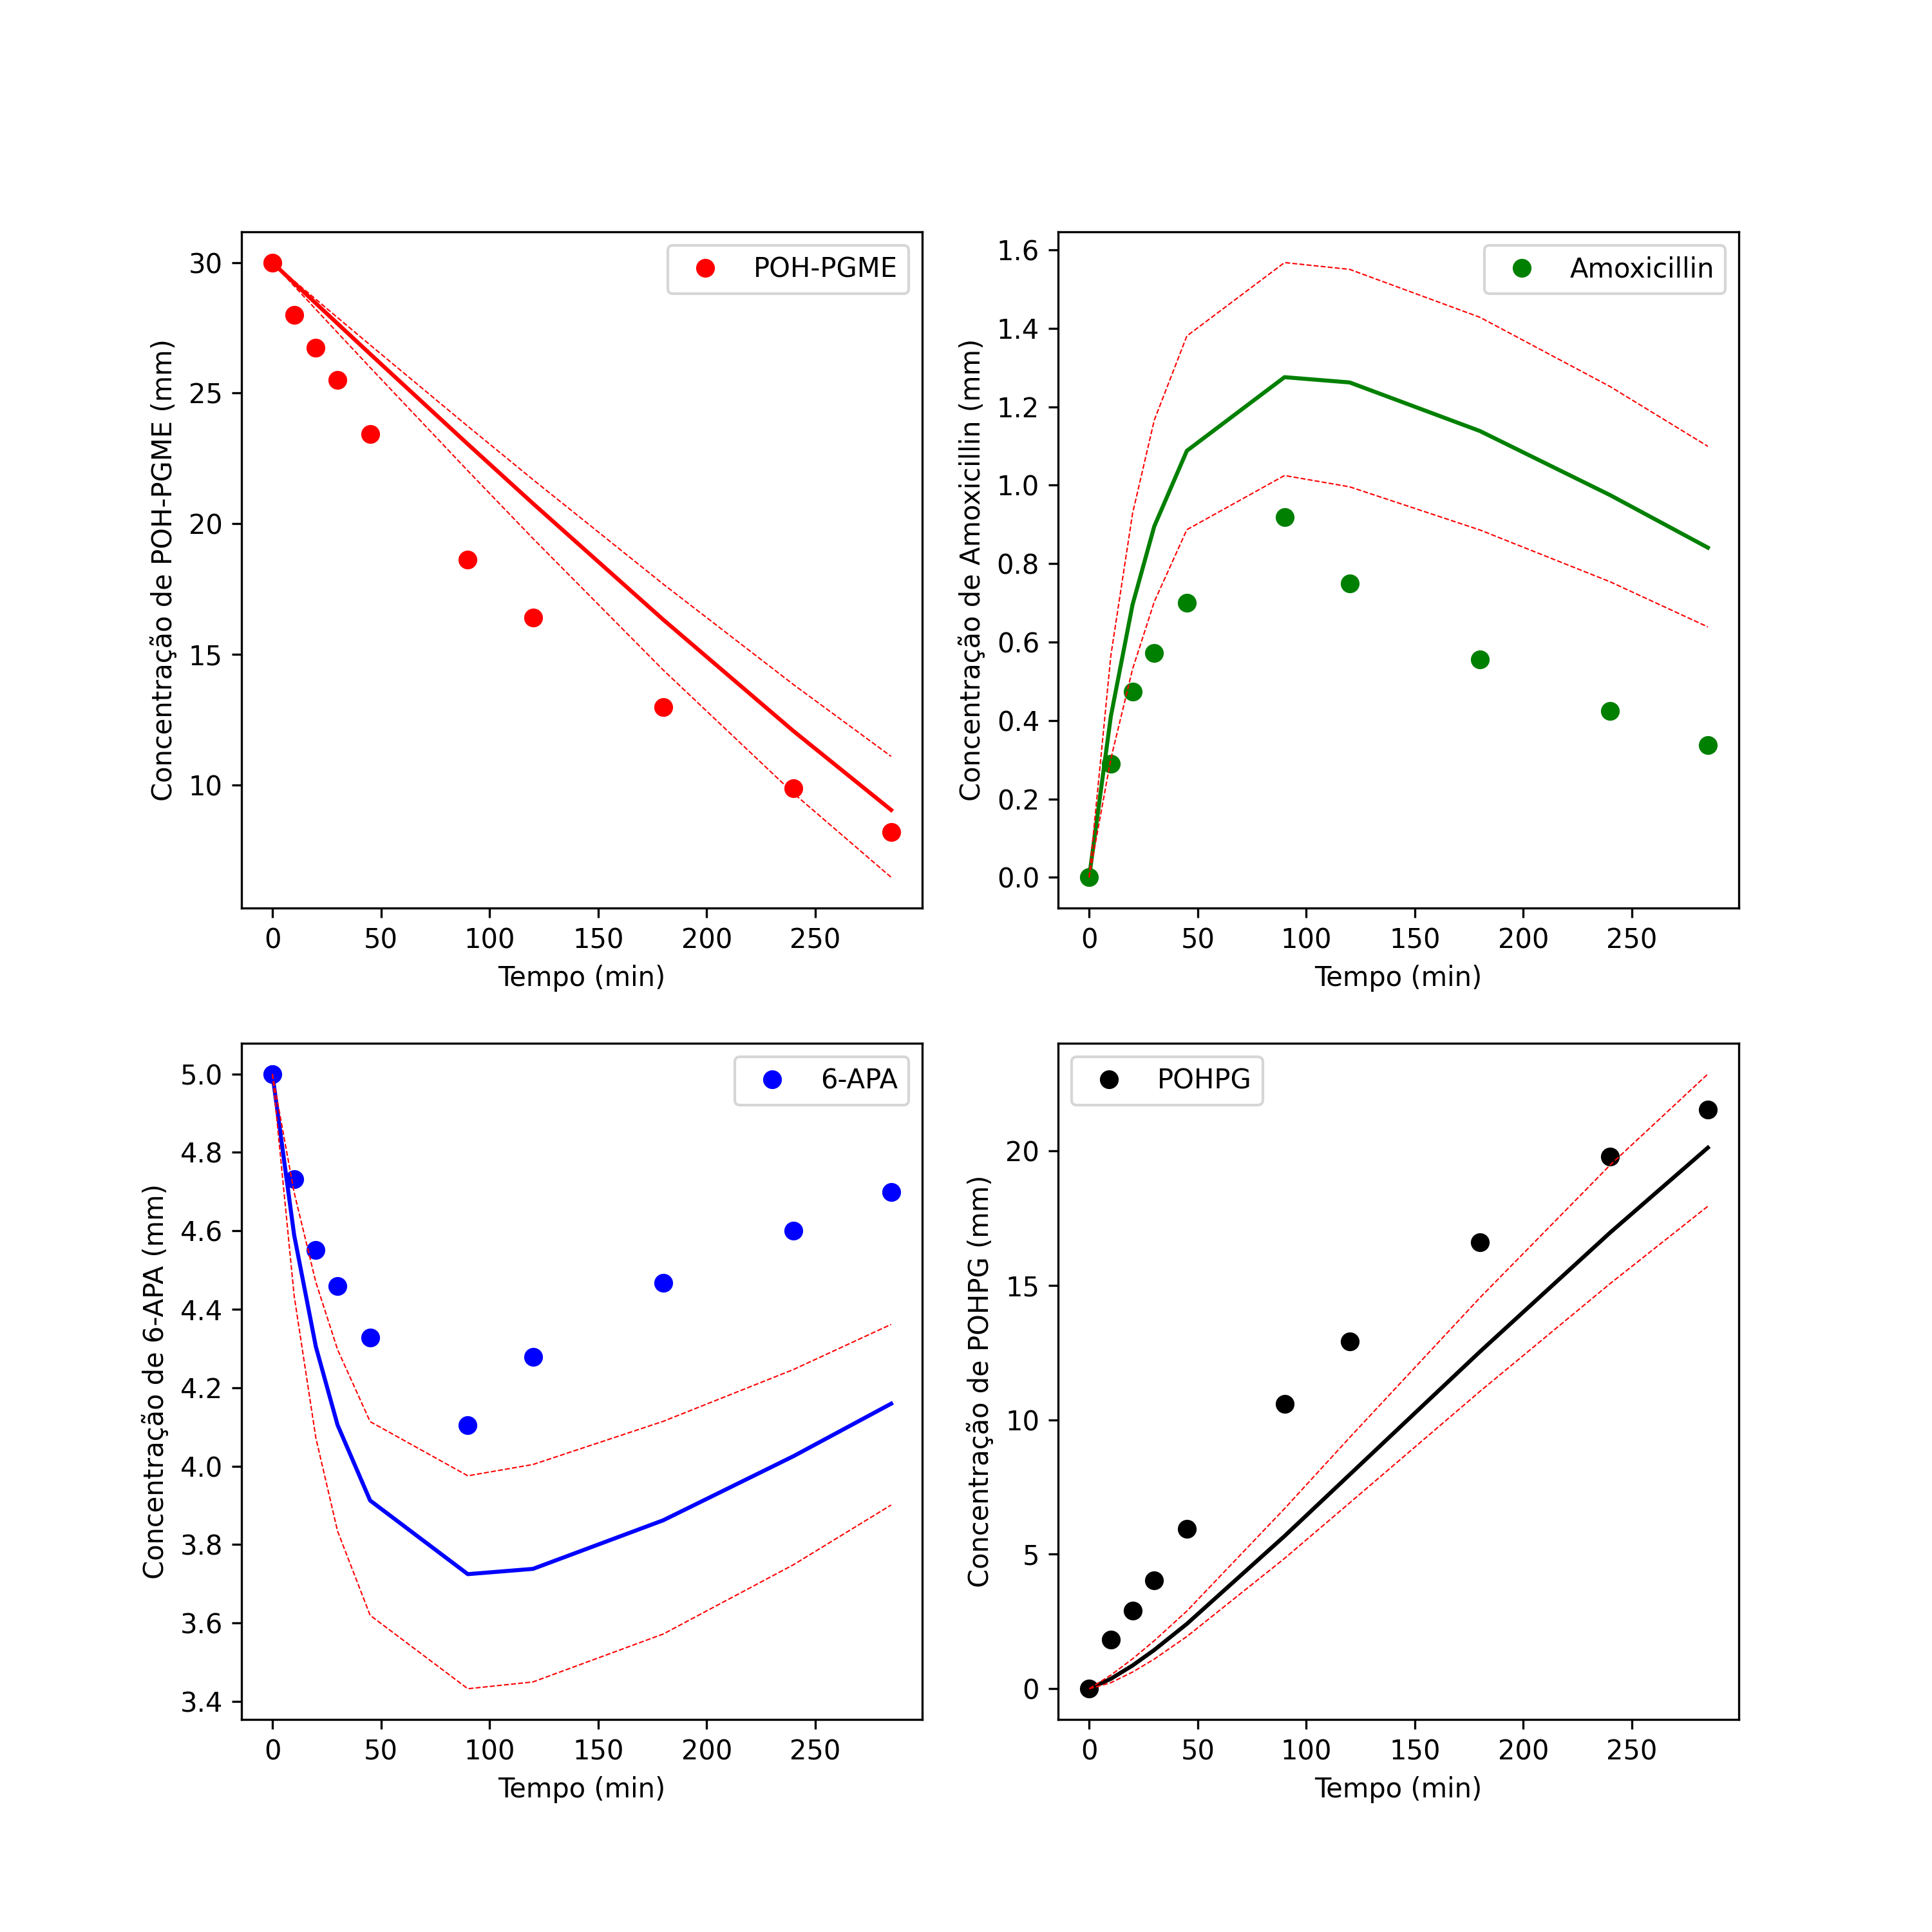 POH-PGME
30
25
20
15
10
Concentração de POH-PGME (mm)
0 50 100 150 200 250
Tempo (min)
Amoxicillin
1.6
1.4
1.2
1.0
0.8
0.6
0.4
0.2
0.0
Concentração de Amoxicillin (mm)
0 50 100 150 200 250
Tempo (min)
6-APA
5.0
4.8
4.6
4.4
4.2
4.0
3.8
3.6
3.4
Concentração de 6-APA (mm)
0 50 100 150 200 250
Tempo (min)
POHPG
20
15
10
5
0
Concentração de POHPG (mm)
0 50 100 150 200 250
Tempo (min)